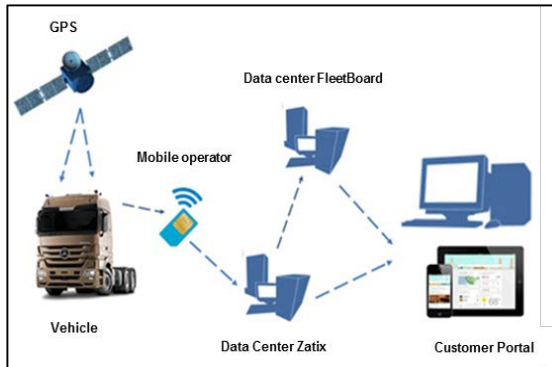 GPS
Data center FleetBoard
Mobile operator
Vehicle
Data Center Zatix
Customer Portal